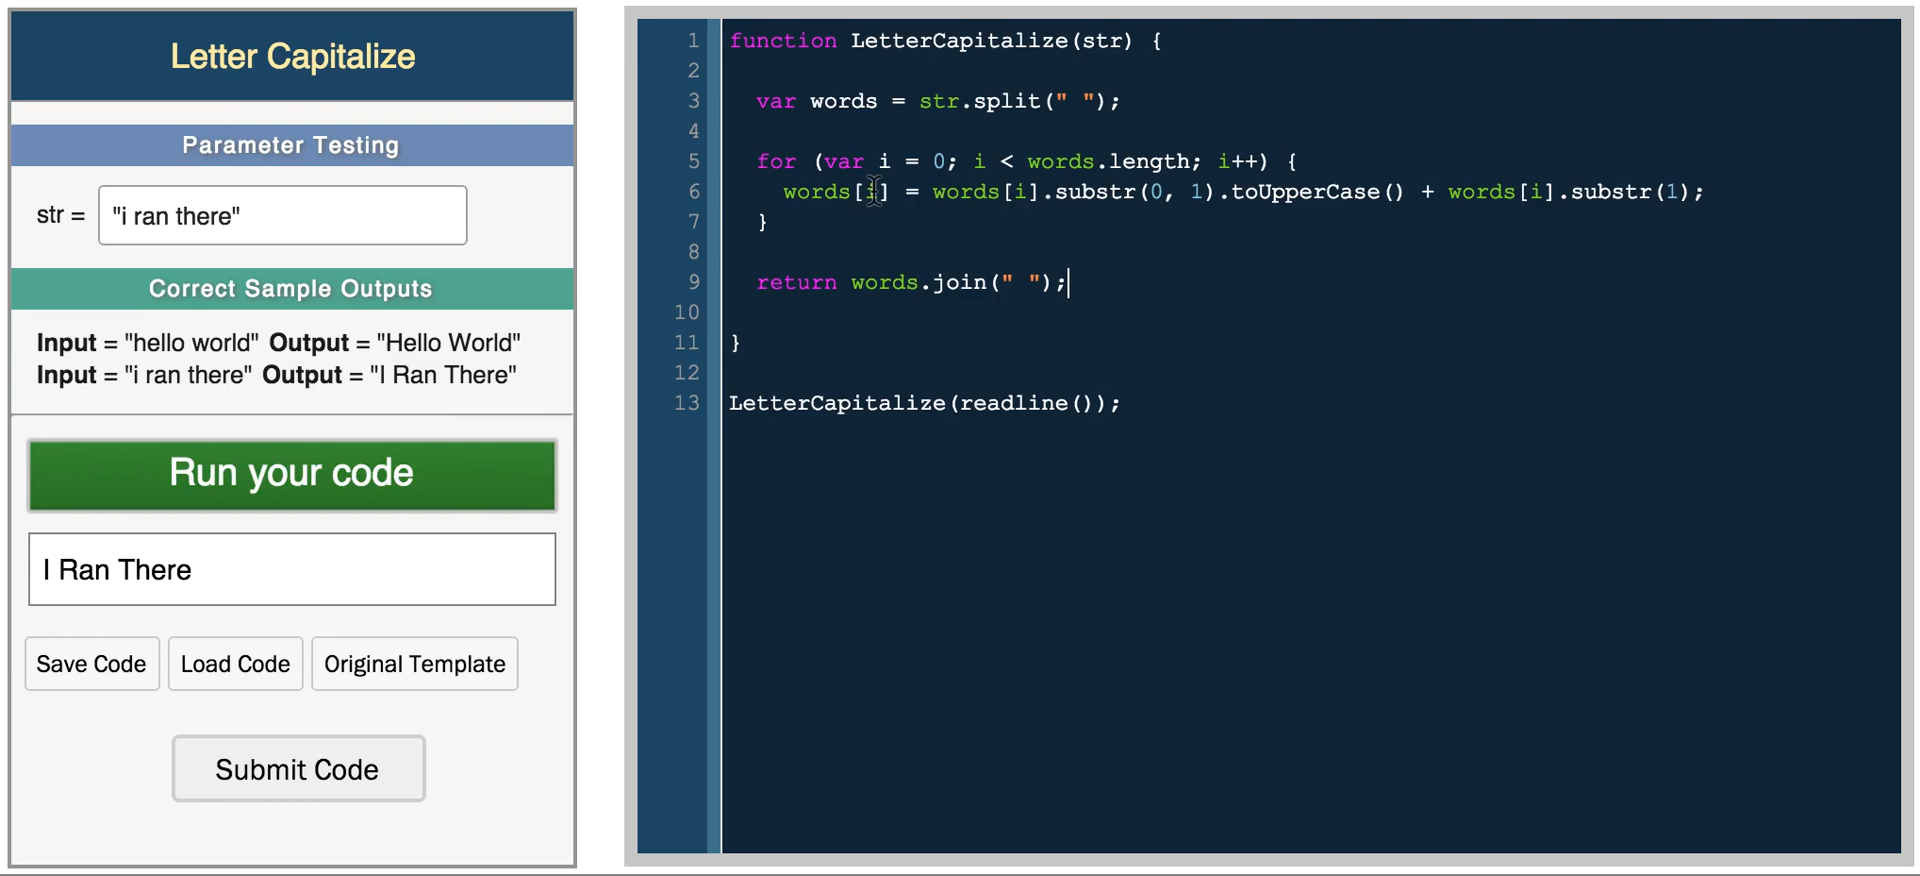 Letter Capitalize
Parameter Testing
str = "i ran there"
Correct Sample Outputs
Input = "hello world" Output = "Hello World"
Input = "i ran there" Output = "I Ran There"
Run your code
I Ran There
Save Code Load Code Original Template
Submit Code
1 function LetterCapitalize(str) {
2
3   var words = str.split(" ");
4
5   for (var i = 0; i < words.length; i++) {
6     words[i] = words[i].substr(0, 1).toUpperCase() + words[i].substr(1);
7   }
8
9   return words.join(" ");
10
11 }
12
13 LetterCapitalize(readline());